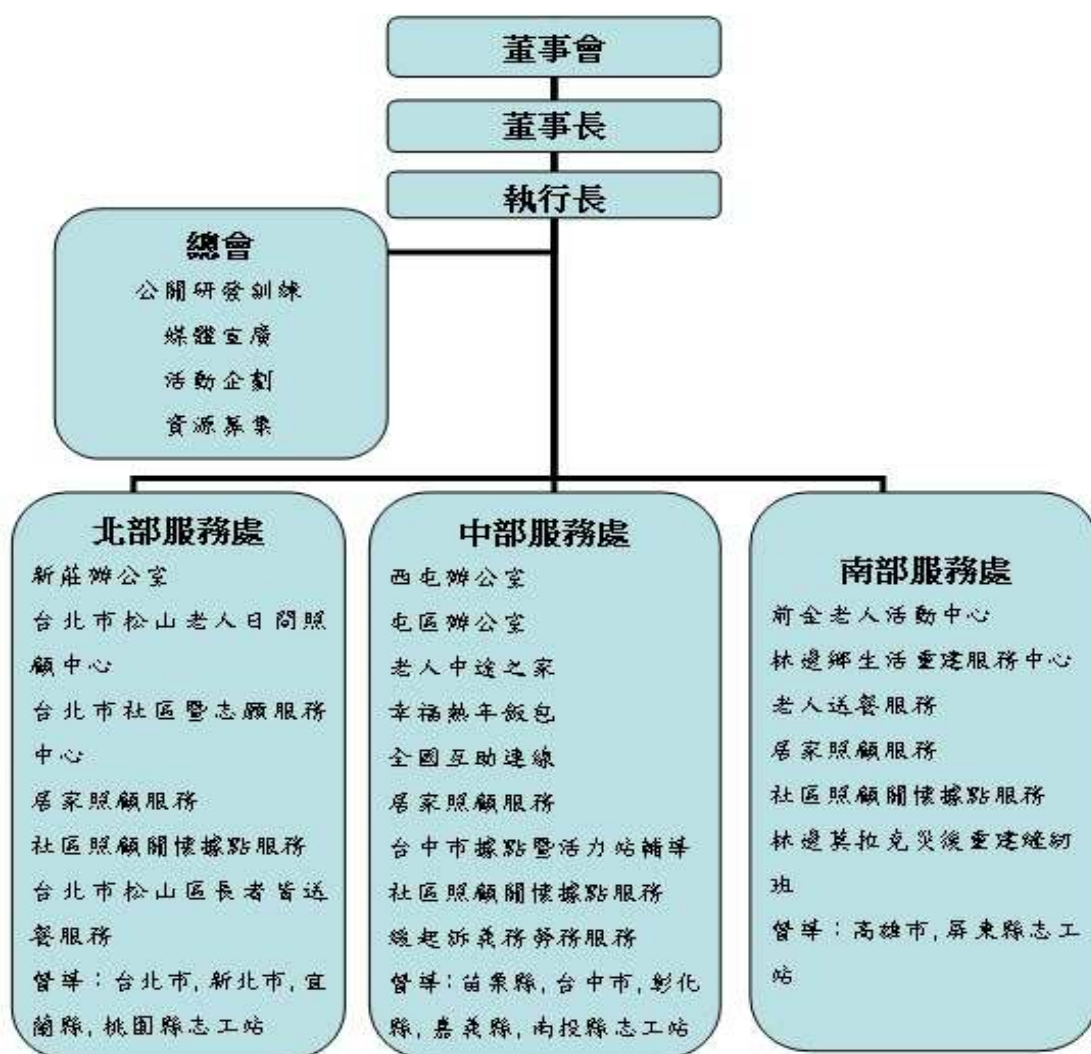 董事會
董事長
執行長
總會
公關研發訓練
媒體宣廣
活動企劃
資源募集
北部服務處
新莊辦公室
台北市松山老人日間照
顧中心
台北市社區暨志願服務
中心
居家照顧服務
社區照顧關懷據點服務
台北市松山區長者皆送
餐服務
督導：台北市,新北市,宜
蘭縣,桃園縣志工站
中部服務處
西屯辦公室
屯區辦公室
老人中途之家
幸福熟年飯包
全國互助連線
居家照顧服務
台中市據點暨活力站輔導
社區照顧關懷據點服務
緩起訴義務勞務服務
督導:苗栗縣,台中市,彰化
縣,嘉義縣,南投縣志工站
南部服務處
前金老人活動中心
林邊鄉生活重建服務中心
老人送餐服務
居家照顧服務
社區照顧關懷據點服務
林邊莫拉克災後重建縫紉
班
督導：高雄市,屏東縣志工
站